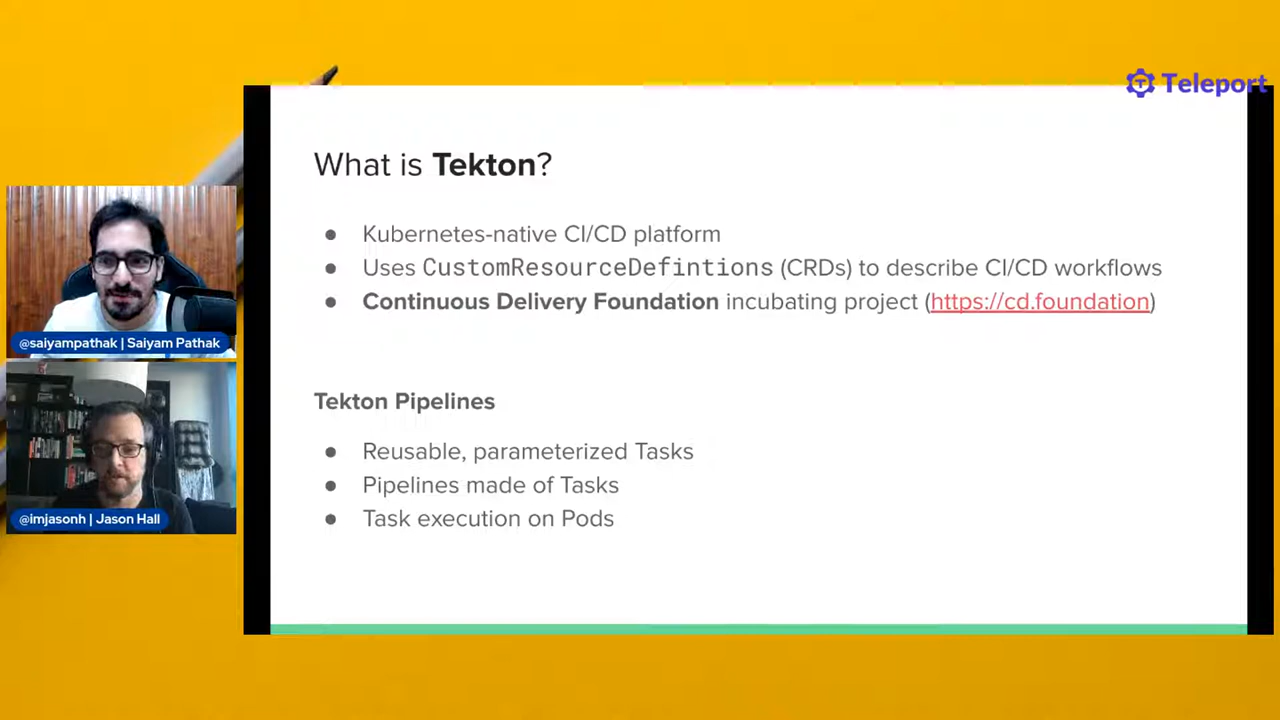 Teleport
What is Tekton?
● Kubernetes-native CI/CD platform
● Uses CustomResourceDefintions (CRDs) to describe CI/CD workflows
● Continuous Delivery Foundation incubating project (https://cd.foundation)
Tekton Pipelines
● Reusable, parameterized Tasks
● Pipelines made of Tasks
● Task execution on Pods
@saiyampathak | Saiyam Pathak
@imjasonh | Jason Hall